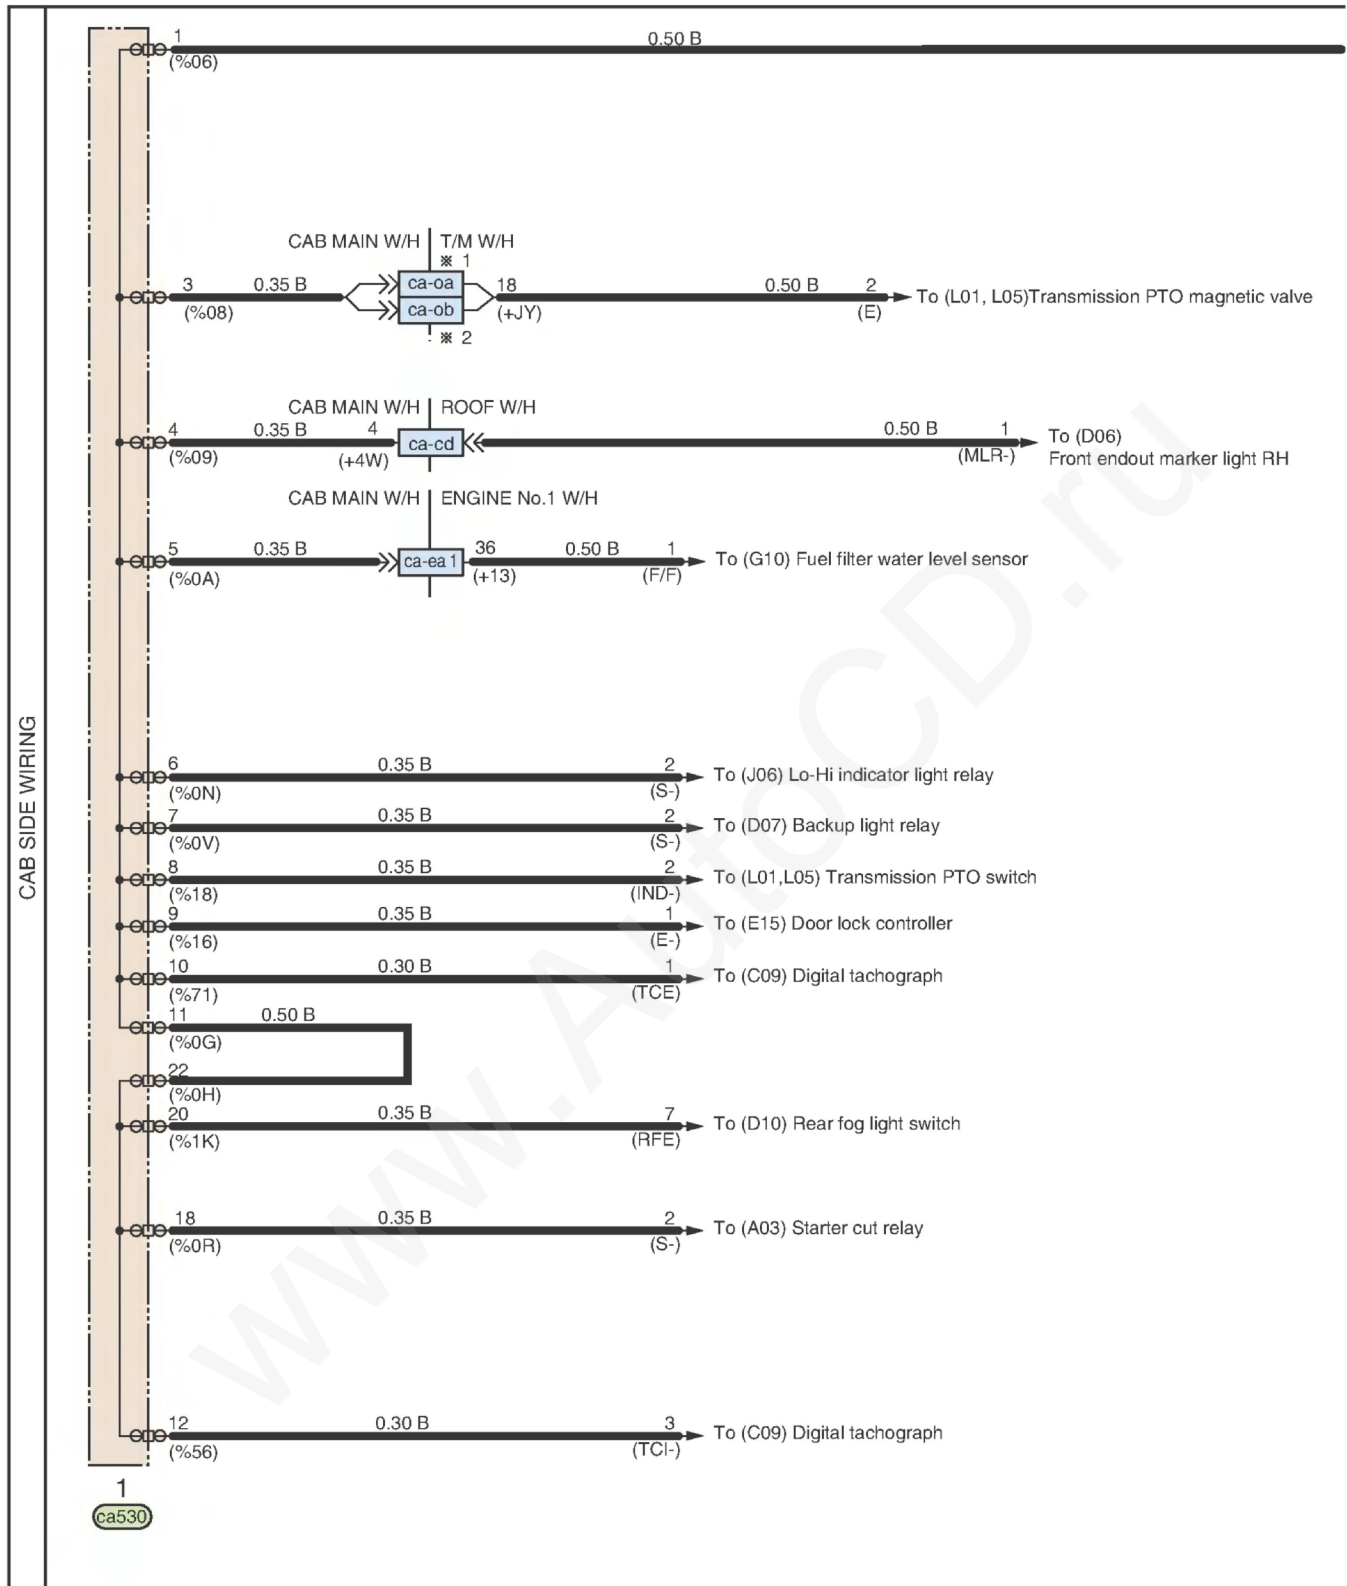 1 0.50 B
(%06)
CAB MAIN W/H T/M W/H
※ 1
3 0.35 B ca-oa 18 0.50 B 2
To (L01, L05)Transmission PTO magnetic valve
(%08) ca-ob (+JY) (E)
※ 2
CAB MAIN W/H ROOF W/H
4 0.35 B 4 ca-cd 0.50 B 1 To (D06)
(%09) (+4W) (MLR-) Front endout marker light RH
CAB MAIN W/H ENGINE No.1 W/H
5 0.35 B ca-ea 1 36 0.50 B 1 To (G10) Fuel filter water level sensor
(%0A) (+13) (F/F)
CAB SIDE WIRING
6 0.35 B 2 To (J06) Lo-Hi indicator light relay
(%0N) (S-)
7 0.35 B 2 To (D07) Backup light relay
(%0V) (S-)
8 0.35 B 2 To (L01,L05) Transmission PTO switch
(%18) (IND-)
9 0.35 B 1 To (E15) Door lock controller
(%16) (E-)
10 0.30 B 1 To (C09) Digital tachograph
(%71) (TCE)
11 0.50 B
(%0G)
22
(%0H)
20 0.35 B 7 To (D10) Rear fog light switch
(%1K) (RFE)
18 0.35 B 2 To (A03) Starter cut relay
(%0R) (S-)
12 0.30 B 3 To (C09) Digital tachograph
(%56) (TCI-)
1
ca530
www.AutoCD.ru